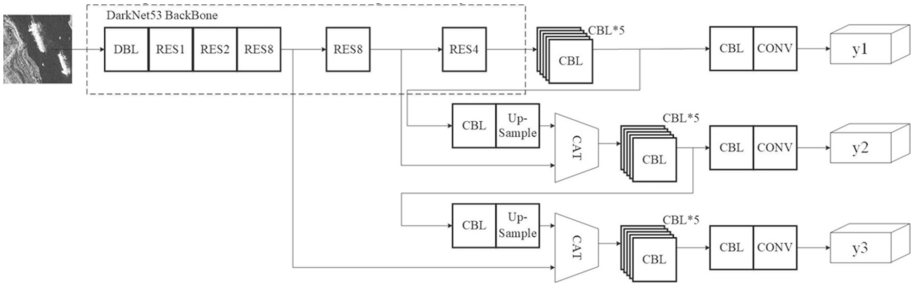 DarkNet53 BackBone
DBL RES1 RES2 RES8 RES8 RES4 CBL*5 CBL CBL CONV y1
CBL Up-
Sample CAT CBL*5 CBL CBL CONV y2
CBL Up-
Sample CAT CBL*5 CBL CBL CONV y3